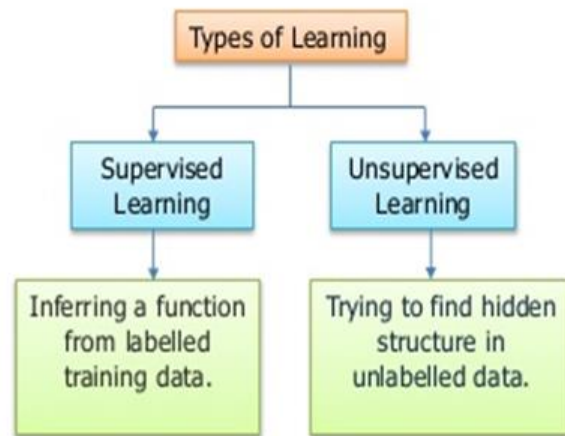 Types of Learning
Supervised
Learning
Unsupervised
Learning
Inferring a function
from labelled
training data.
Trying to find hidden
structure in
unlabelled data.